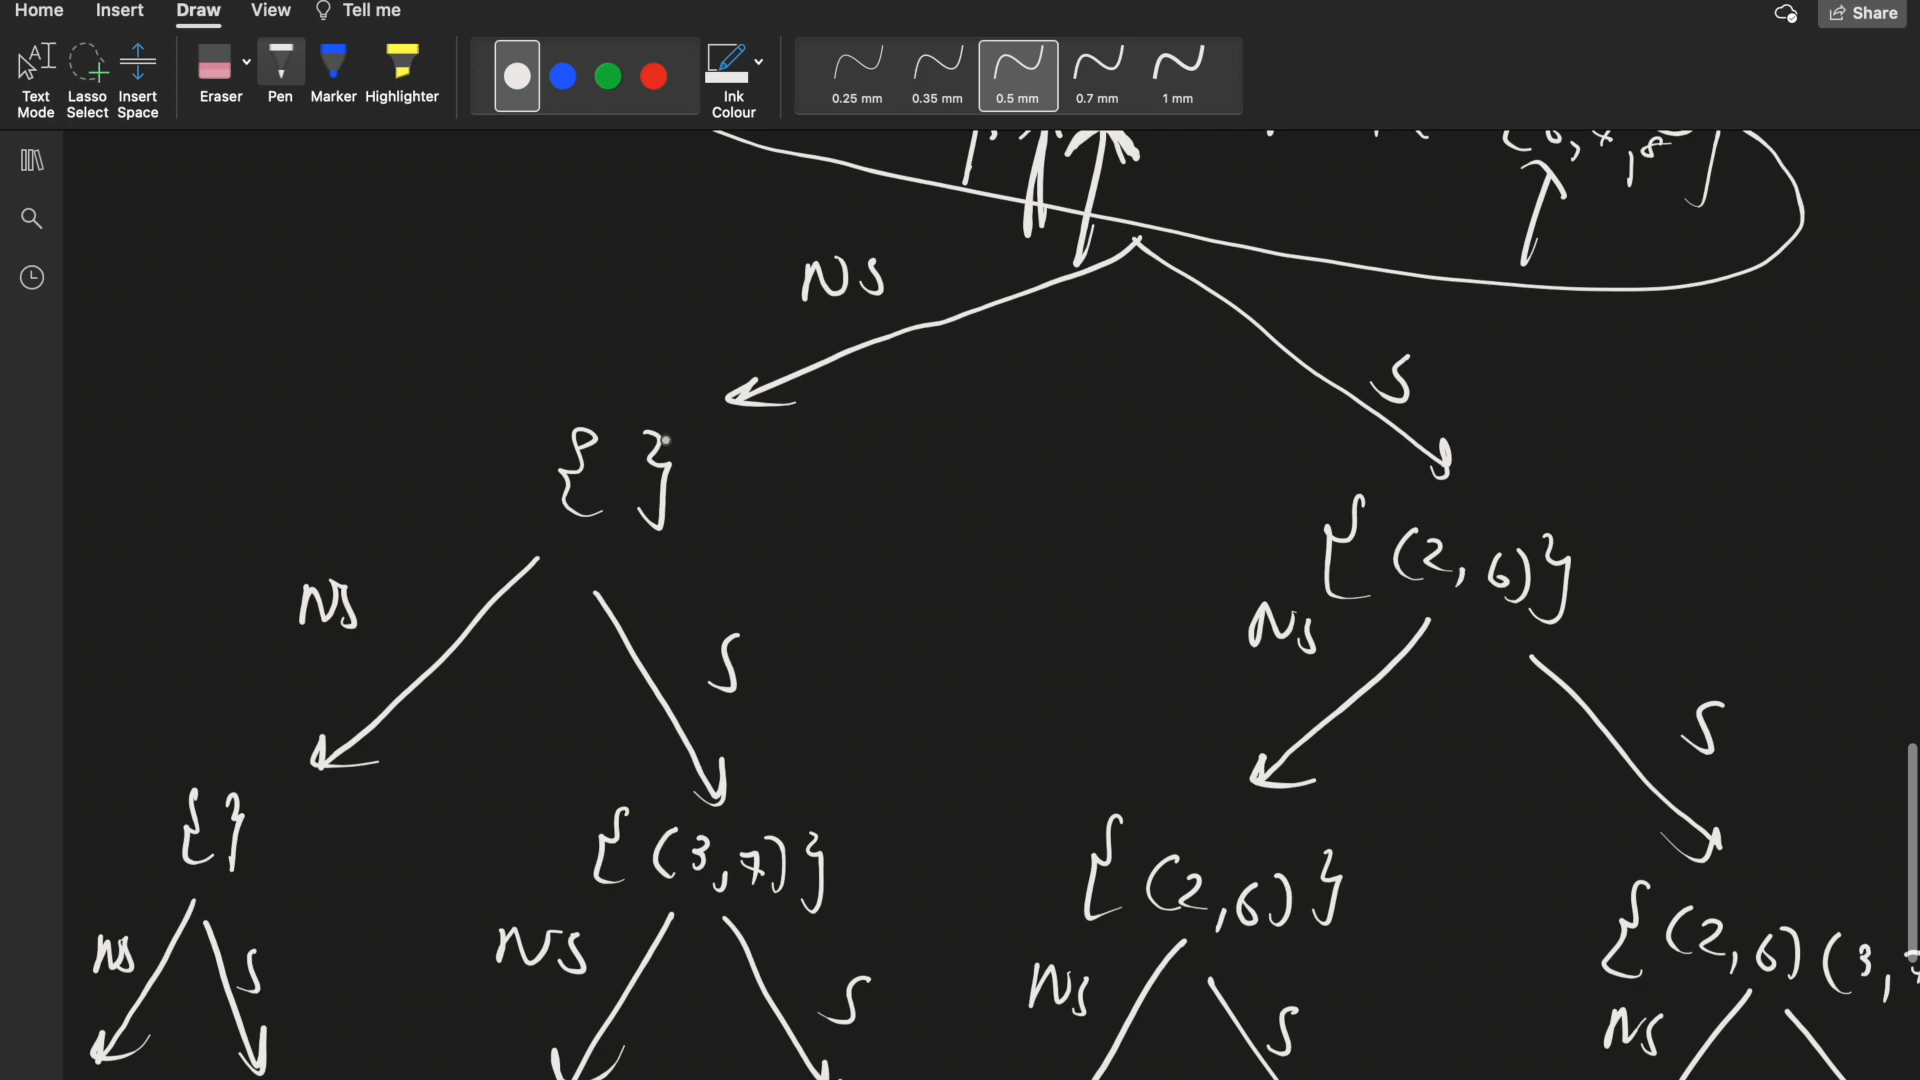 Home Insert Draw View Tell me Share
Text Mode Lasso Select Insert Space Eraser Pen Marker Highlighter Ink Colour 0.25 mm 0.35 mm 0.5 mm 0.7 mm 1 mm
NS
S
{ }
{ (2, 6) }
NS S NS S
{ } { (3, 7) } { (2, 6) } { (2, 6) (3,
NS S NS S NS S NS